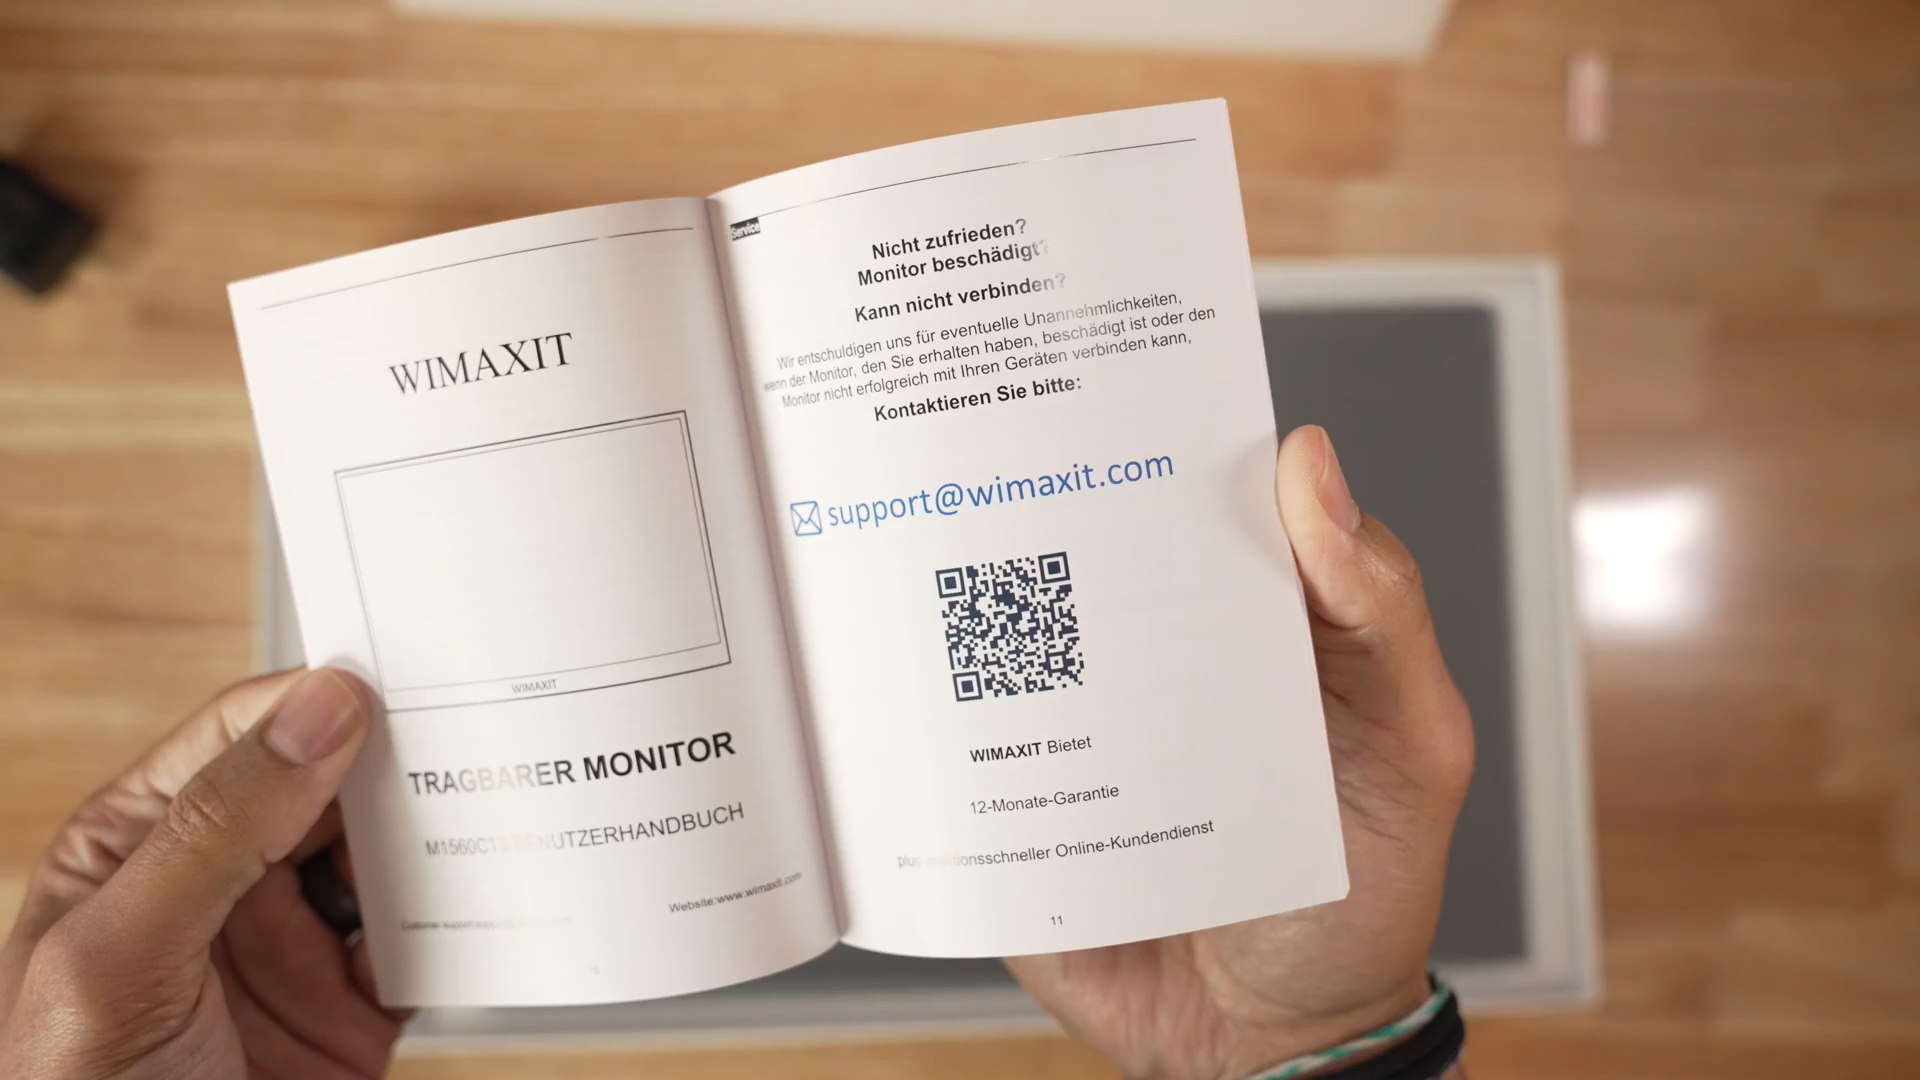 WIMAXIT
WIMAXIT
TRAGBARER MONITOR
M1560CT3 BENUTZERHANDBUCH
Customer support:
Website:www.wimaxit.com
Service
Nicht zufrieden?
Monitor beschädigt?
Kann nicht verbinden?
Wir entschuldigen uns für eventuelle Unannehmlichkeiten,
wenn der Monitor, den Sie erhalten haben, beschädigt ist oder den
Monitor nicht erfolgreich mit Ihren Geräten verbinden kann,
Kontaktieren Sie bitte:
support@wimaxit.com
WIMAXIT Bietet
12-Monate-Garantie
plus Online-Kundendienst
11